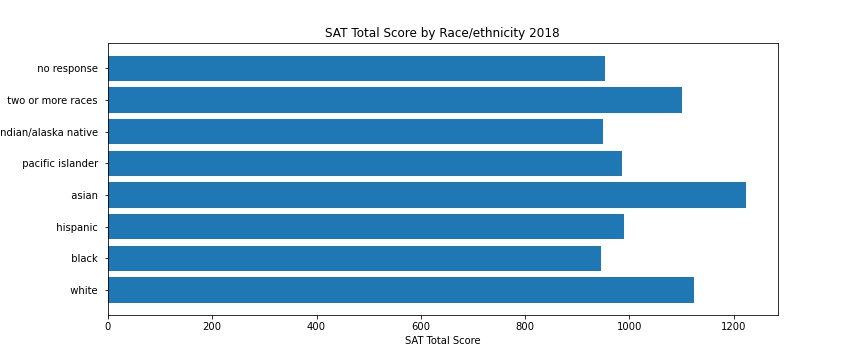 SAT Total Score by Race/ethnicity 2018
no response
two or more races
ndian/alaska native
pacific islander
asian
hispanic
black
white
0 200 400 600 800 1000 1200
SAT Total Score